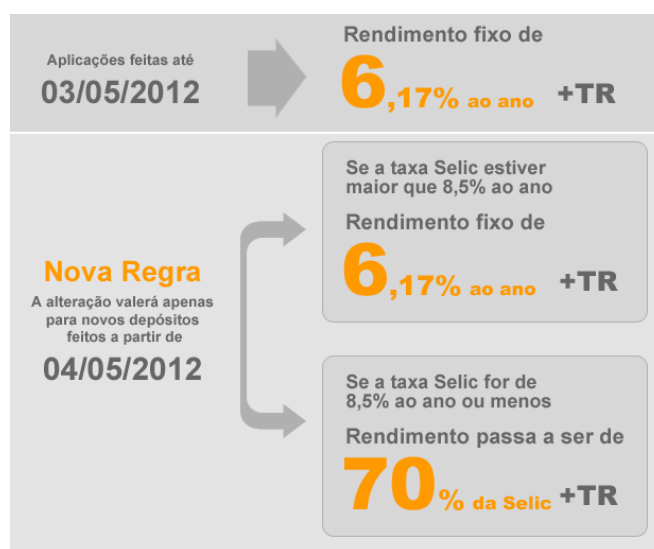 Aplicações feitas até
03/05/2012
Rendimento fixo de
6,17% ao ano +TR
Nova Regra
A alteração valerá apenas
para novos depósitos
feitos a partir de
04/05/2012
Se a taxa Selic estiver
maior que 8,5% ao ano
Rendimento fixo de
6,17% ao ano +TR
Se a taxa Selic for de
8,5% ao ano ou menos
Rendimento passa a ser de
70% da Selic +TR